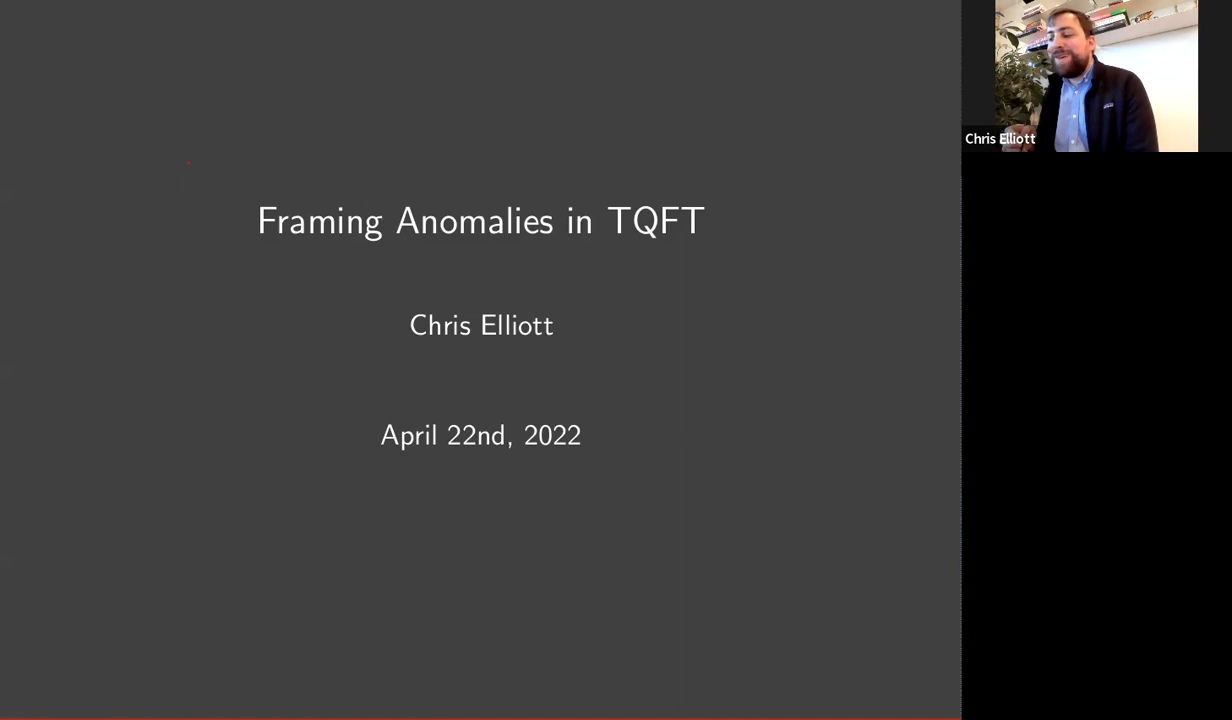 Framing Anomalies in TQFT
Chris Elliott
April 22nd, 2022
Chris Elliott